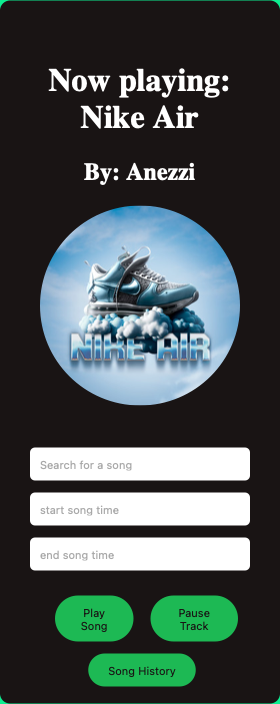 Now playing:
Nike Air
By: Anezzi
NIKE AIR
Search for a song
start song time
end song time
Play
Song
Pause
Track
Song History